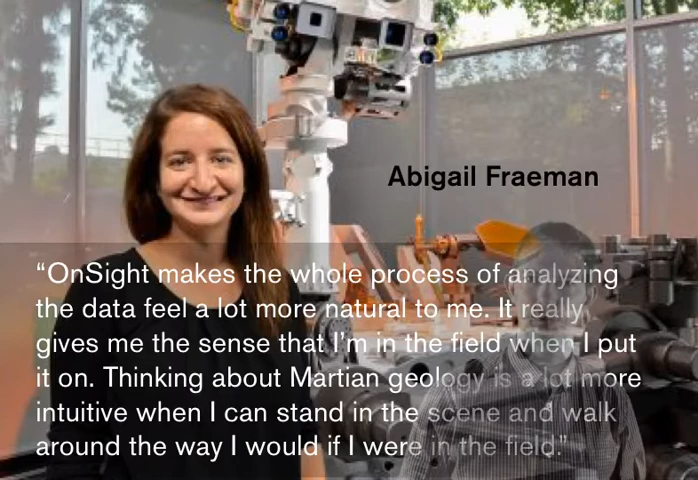 Abigail Fraeman
“OnSight makes the whole process of analyzing
the data feel a lot more natural to me. It really
gives me the sense that I’m in the field when I put
it on. Thinking about Martian geology is a lot more
intuitive when I can stand in the scene and walk
around the way I would if I were in the field.”